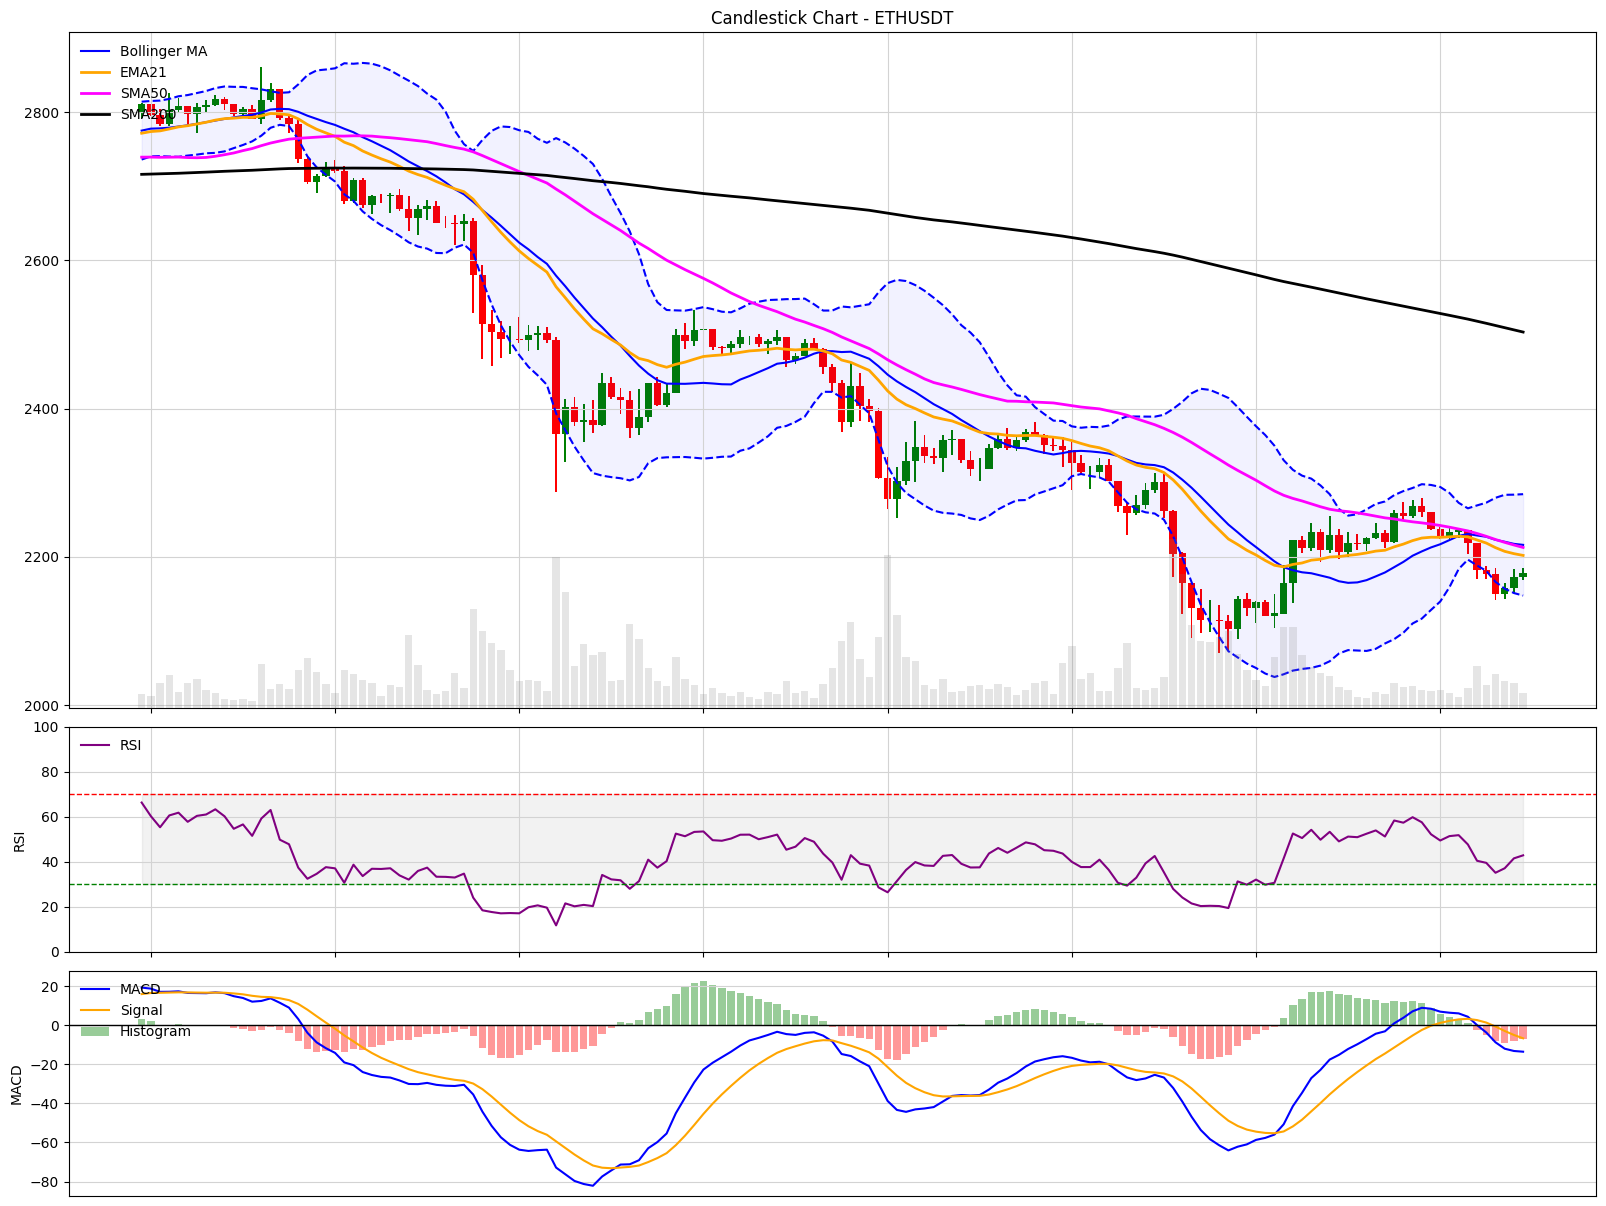 Candlestick Chart - ETHUSDT
Bollinger MA
EMA21
SMA50
SMA200
2800
2600
2400
2200
2000
RSI
100
80
60
40
20
0
RSI
MACD
Signal
Histogram
20
0
−20
−40
−60
−80
MACD